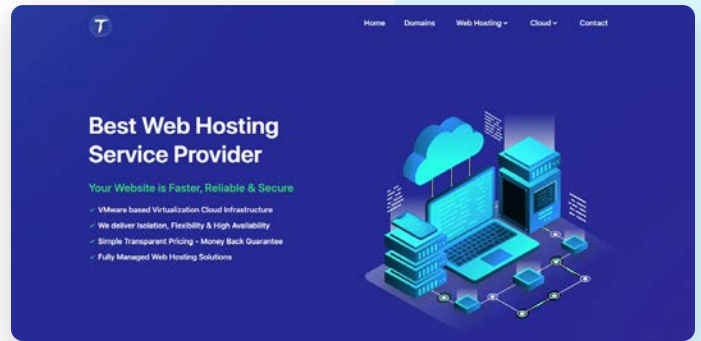 T
Home Domains Web Hosting Cloud Contact
Best Web Hosting
Service Provider
Your Website is Faster, Reliable & Secure
VMware based Virtualization Cloud Infrastructure
We deliver Isolation, Flexibility & High Availability
Simple Transparent Pricing - Money Back Guarantee
Fully Managed Web Hosting Solutions